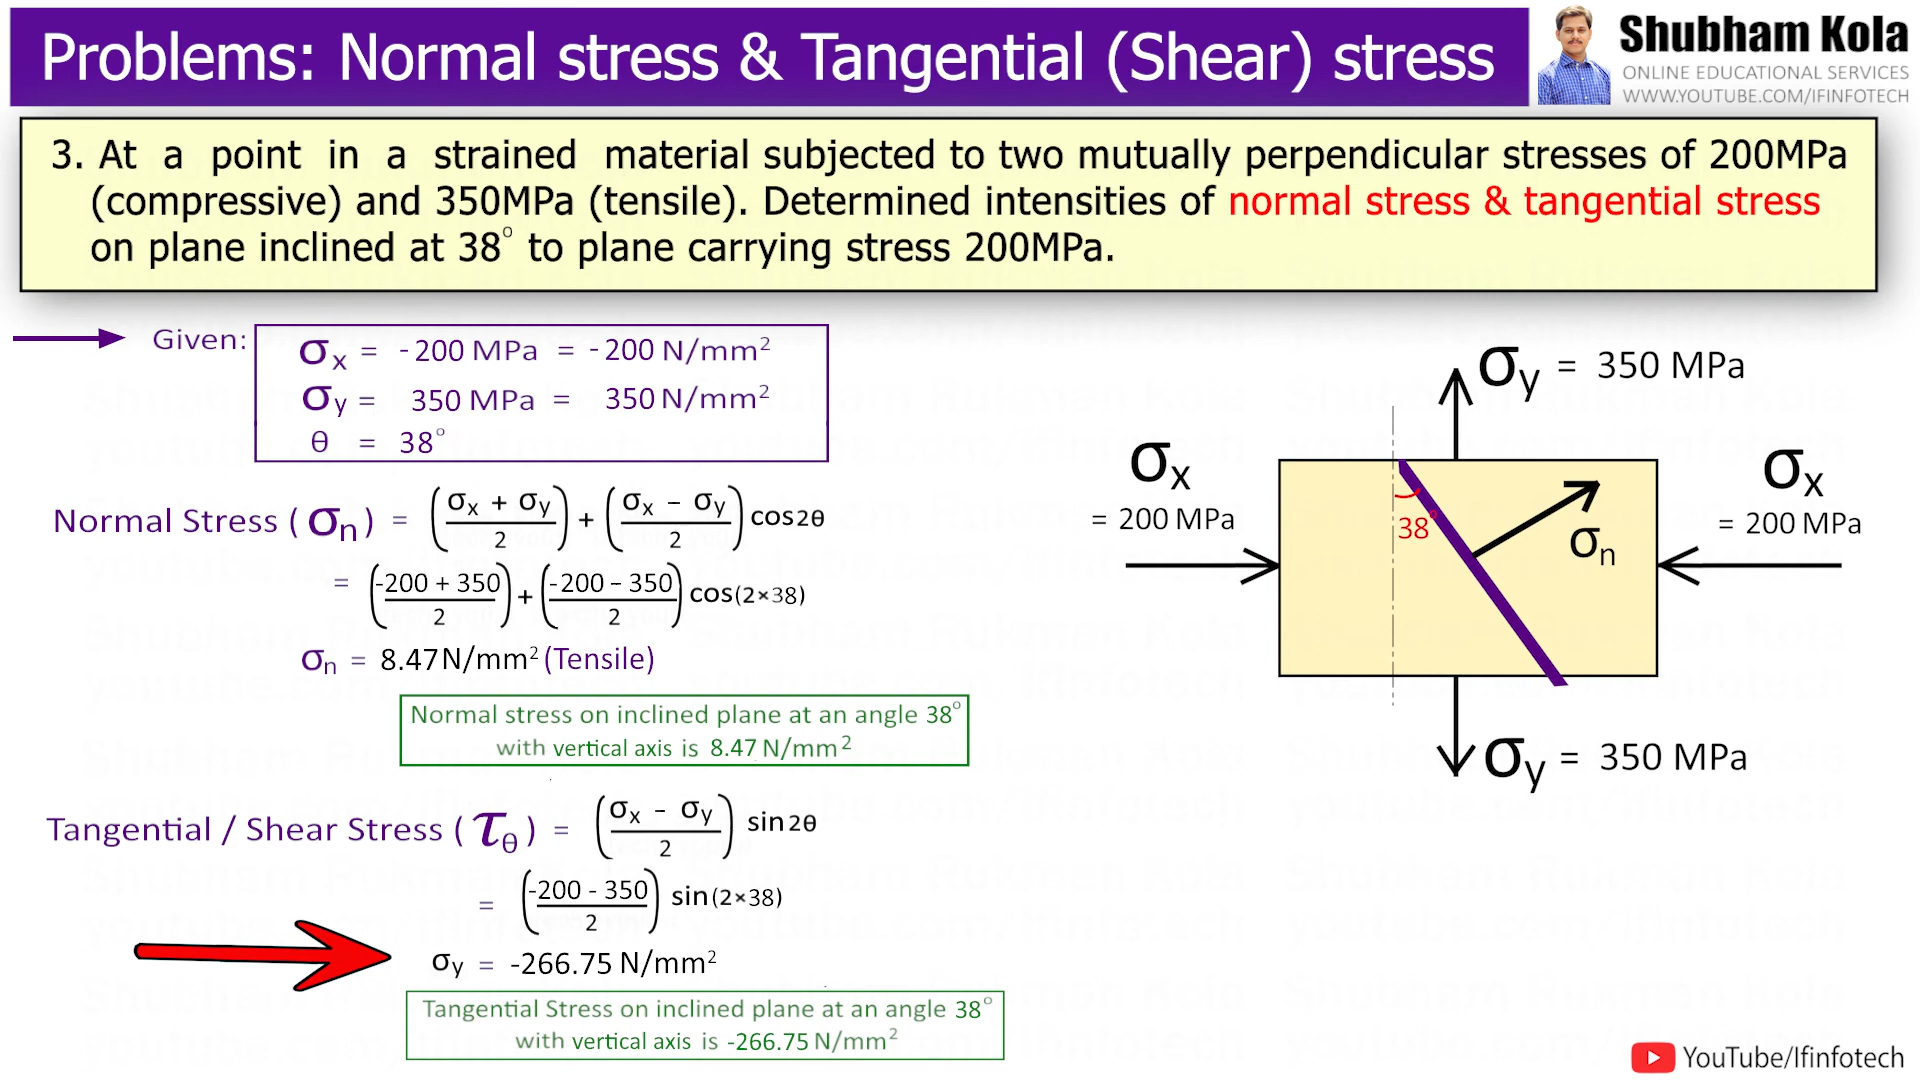 Problems: Normal stress & Tangential (Shear) stress
Shubham Kola
ONLINE EDUCATIONAL SERVICES
WWW.YOUTUBE.COM/IFINFOTECH
3. At a point in a strained material subjected to two mutually perpendicular stresses of 200MPa
(compressive) and 350MPa (tensile). Determined intensities of normal stress & tangential stress
on plane inclined at 38° to plane carrying stress 200MPa.
Given:
σx = -200 MPa = -200 N/mm²
σy = 350 MPa = 350 N/mm²
θ = 38°
Normal Stress (σn) = ((σx + σy)/2) + ((σx − σy)/2) cos2θ
= ((-200 + 350)/2) + ((-200 − 350)/2) cos(2×38)
σn = 8.47 N/mm² (Tensile)
Normal stress on inclined plane at an angle 38°
with vertical axis is 8.47 N/mm²
Tangential / Shear Stress (τθ) = ((σx − σy)/2) sin2θ
= ((-200 - 350)/2) sin(2×38)
σy = -266.75 N/mm²
Tangential Stress on inclined plane at an angle 38°
with vertical axis is -266.75 N/mm²
σy = 350 MPa
σx
= 200 MPa
38°
σn
σx
= 200 MPa
σy = 350 MPa
YouTube/Ifinfotech